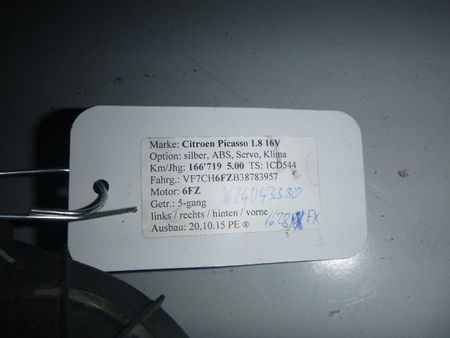 Marke: Citroen Picasso 1.8 16V
Option: silber, ABS, Servo, Klima
Km/Jhg: 166'719 5.00 TS: 1CD544
Fahrg.: VF7CH6FZB38783957
Motor: 6FZ
1624043380
Getr.: 5-gang
links / rechts / hinten / vorne
Ausbau: 20.10.15 PE ®